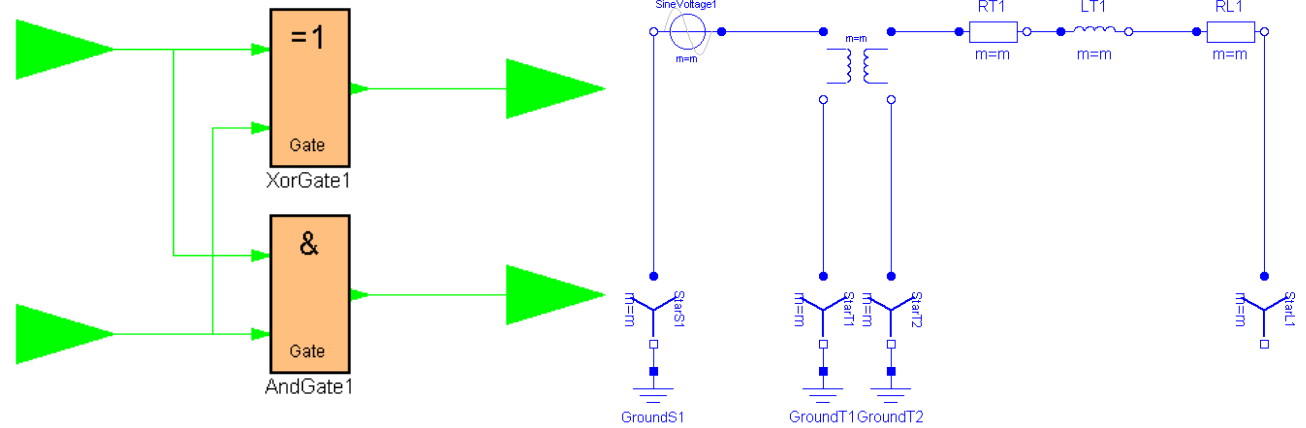 =1
Gate
XorGate1
&
Gate
AndGate1
SineVoltage1
m=m
m=m
RT1
m=m
LT1
m=m
RL1
m=m
m=m
StarS1
m=m
StarT1
m=m
StarT2
m=m
StarL1
GroundS1
GroundT1
GroundT2